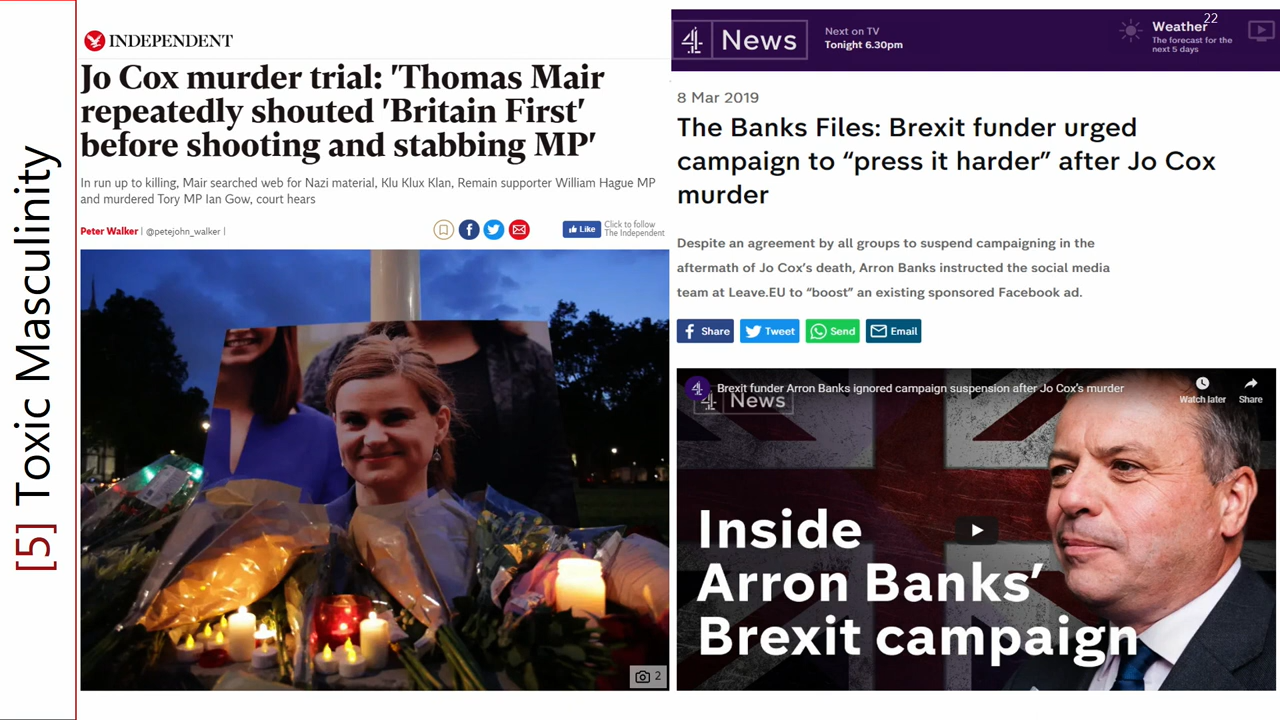 [5] Toxic Masculinity
INDEPENDENT
Jo Cox murder trial: 'Thomas Mair
repeatedly shouted 'Britain First'
before shooting and stabbing MP'
In run up to killing, Mair searched web for Nazi material, Klu Klux Klan, Remain supporter William Hague MP
and murdered Tory MP Ian Gow, court hears
Peter Walker | @petejohn_walker |
Like
Click to follow
The Independent
2
22
4 News
Next on TV
Tonight 6.30pm
Weather
The forecast for the
next 5 days
8 Mar 2019
The Banks Files: Brexit funder urged
campaign to “press it harder” after Jo Cox
murder
Despite an agreement by all groups to suspend campaigning in the
aftermath of Jo Cox’s death, Arron Banks instructed the social media
team at Leave.EU to “boost” an existing sponsored Facebook ad.
Share
Tweet
Send
Email
Brexit funder Arron Banks ignored campaign suspension after Jo Cox's murder
Watch later
Share
4 News
Inside
Arron Banks’
Brexit campaign